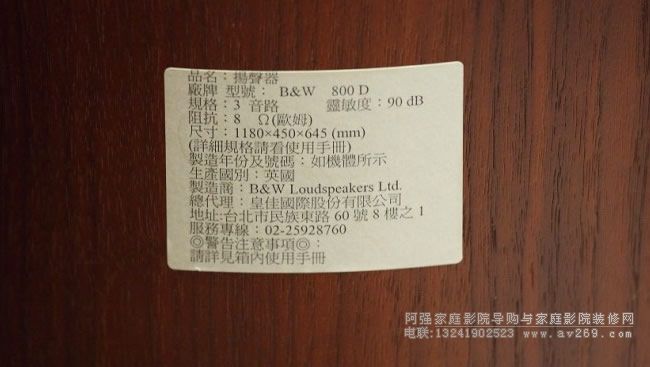 品名：揚聲器
廠牌 型號： B&W 800 D
規格：3 音路 靈敏度：90 dB
阻抗：8 Ω(歐姆)
尺寸：1180×450×645 (mm)
(詳細規格請看使用手冊)
製造年份及號碼：如機體所示
生產國別：英國
製造商：B&W Loudspeakers Ltd.
總代理：皇佳國際股份有限公司
地址:台北市民族東路 60 號 8 樓之 1
服務專線：02-25928760
◎警告注意事項◎：
請詳見箱內使用手冊
阿强家庭影院导购与家庭影院装修网
电联:13241902523 www.av269.com